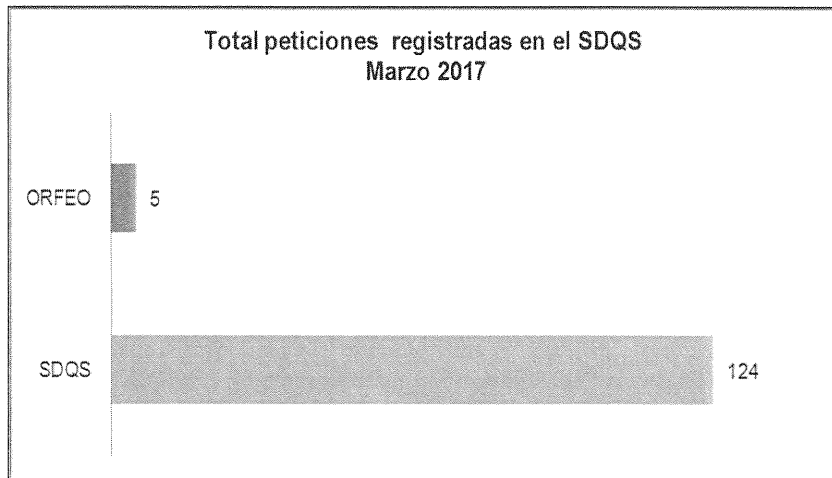 Total peticiones registradas en el SDQS
Marzo 2017
ORFEO
5
SDQS
124